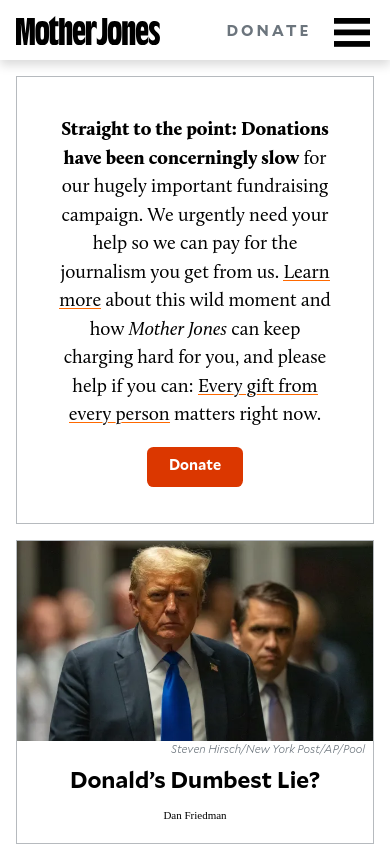 Mother Jones
DONATE
Straight to the point: Donations
have been concerningly slow for
our hugely important fundraising
campaign. We urgently need your
help so we can pay for the
journalism you get from us. Learn
more about this wild moment and
how Mother Jones can keep
charging hard for you, and please
help if you can: Every gift from
every person matters right now.
Donate
Steven Hirsch/New York Post/AP/Pool
Donald’s Dumbest Lie?
Dan Friedman